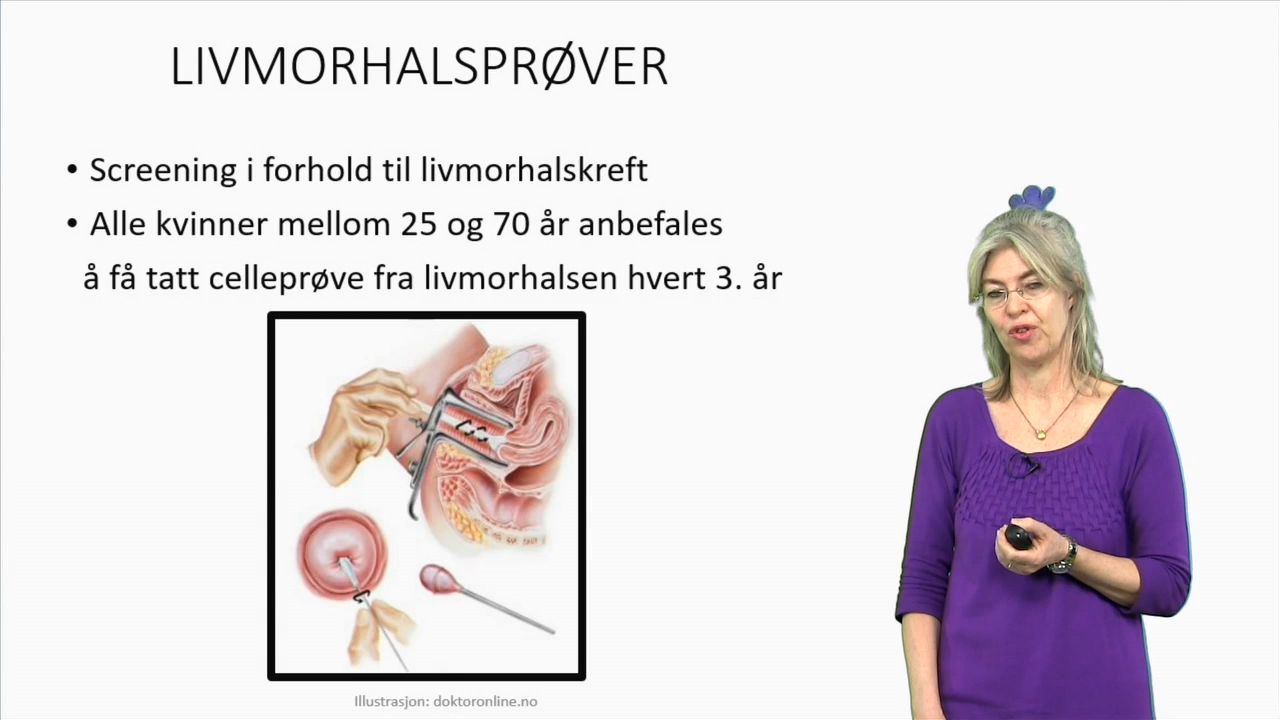 LIVMORHALSPRØVER
• Screening i forhold til livmorhalskreft
• Alle kvinner mellom 25 og 70 år anbefales
å få tatt celleprøve fra livmorhalsen hvert 3. år
Illustrasjon: doktoronline.no